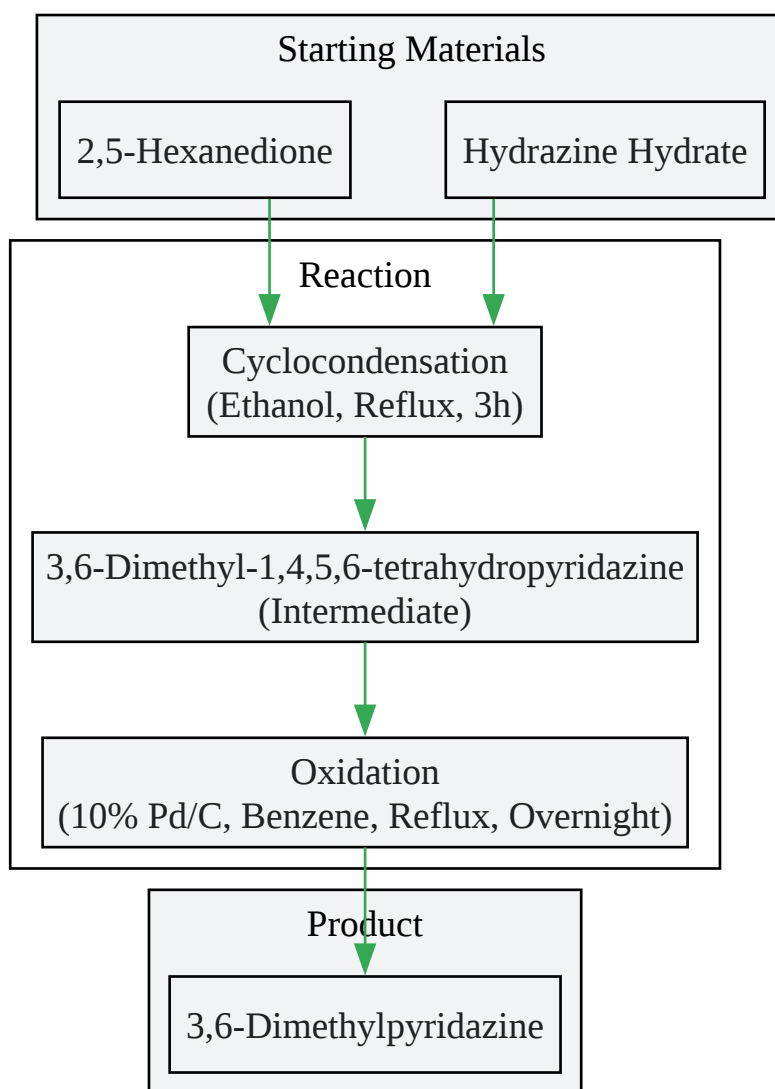 Starting Materials
2,5-Hexanedione
Hydrazine Hydrate
Reaction
Cyclocondensation
(Ethanol, Reflux, 3h)
3,6-Dimethyl-1,4,5,6-tetrahydropyridazine
(Intermediate)
Oxidation
(10% Pd/C, Benzene, Reflux, Overnight)
Product
3,6-Dimethylpyridazine